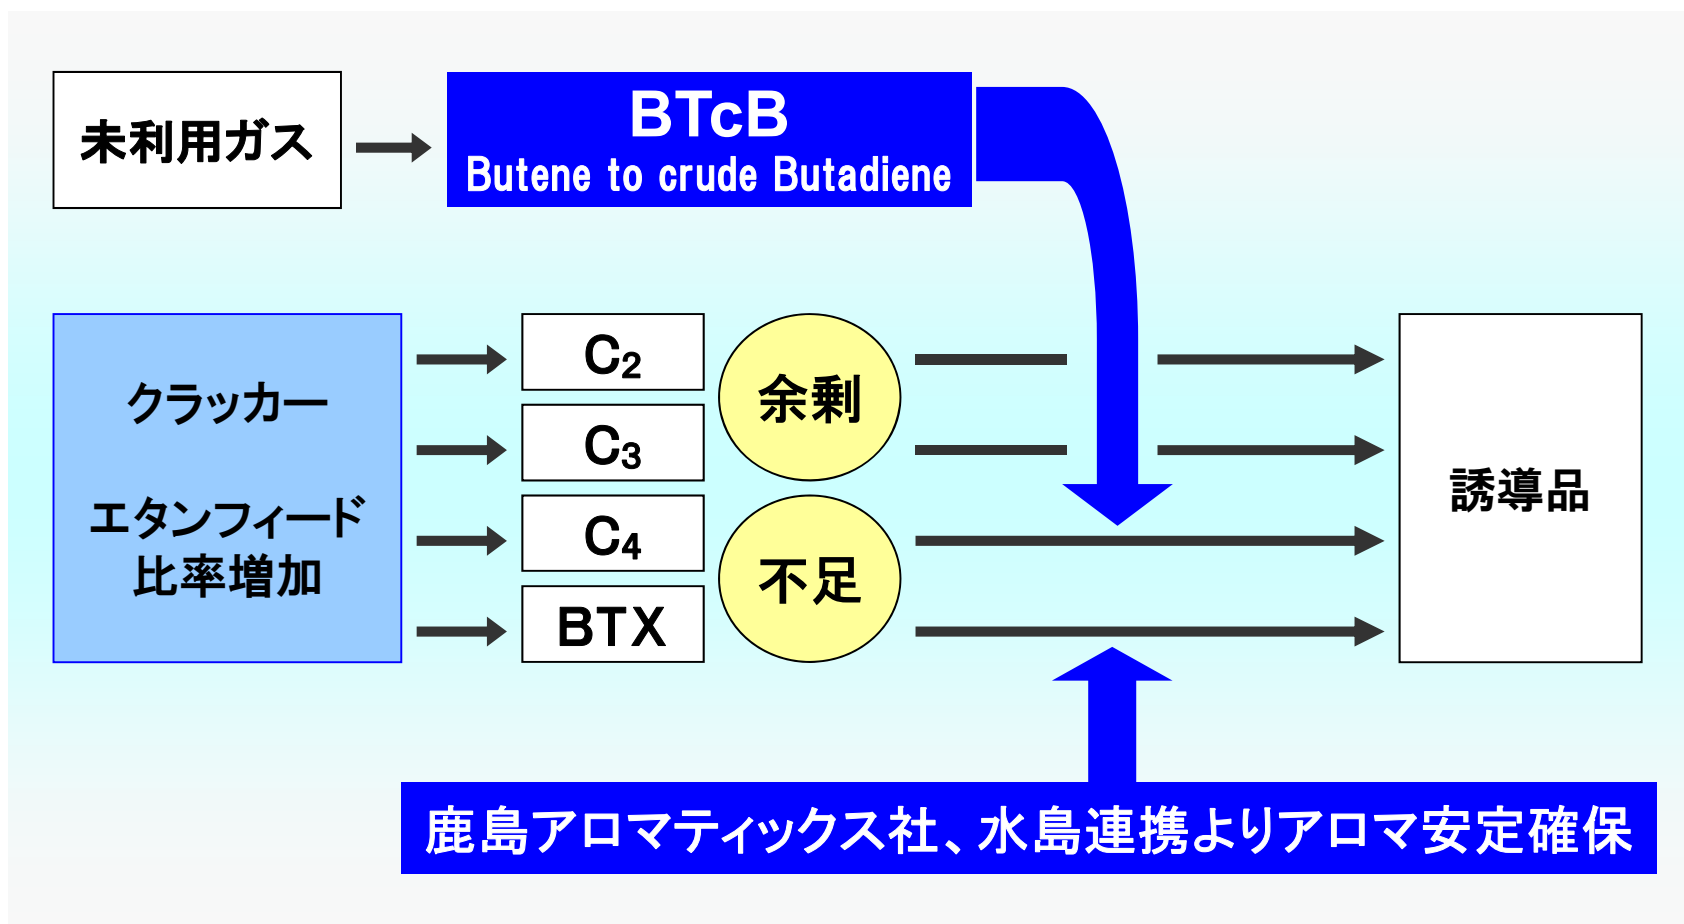 未利用ガス
BTcB
Butene to crude Butadiene
クラッカー
エタンフィード
比率増加
C₂
C₃
C₄
BTX
余剰
不足
誘導品
鹿島アロマティックス社、水島連携よりアロマ安定確保